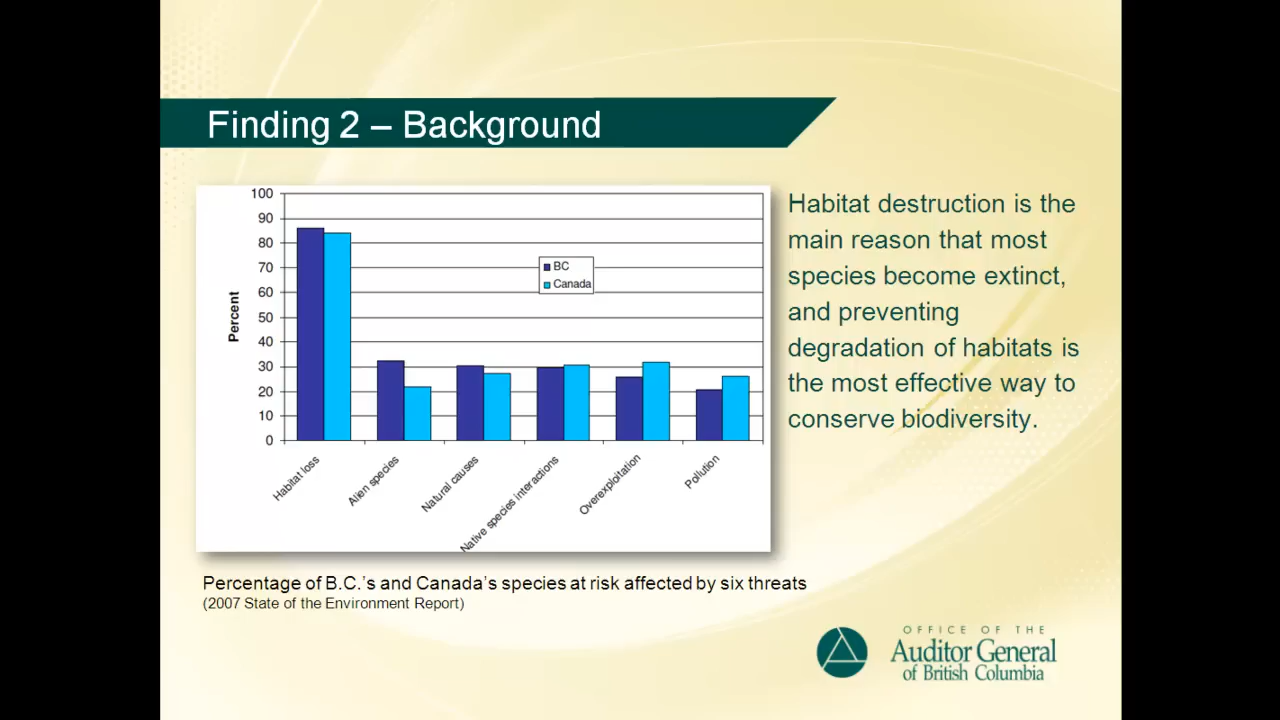 Finding 2 – Background
100
90
80
70
60
50
40
30
20
10
0
Percent
BC
Canada
Habitat loss
Alien species
Natural causes
Native species interactions
Overexploitation
Pollution
Habitat destruction is the
main reason that most
species become extinct,
and preventing
degradation of habitats is
the most effective way to
conserve biodiversity.
Percentage of B.C.'s and Canada's species at risk affected by six threats
(2007 State of the Environment Report)
OFFICE OF THE
Auditor General
of British Columbia